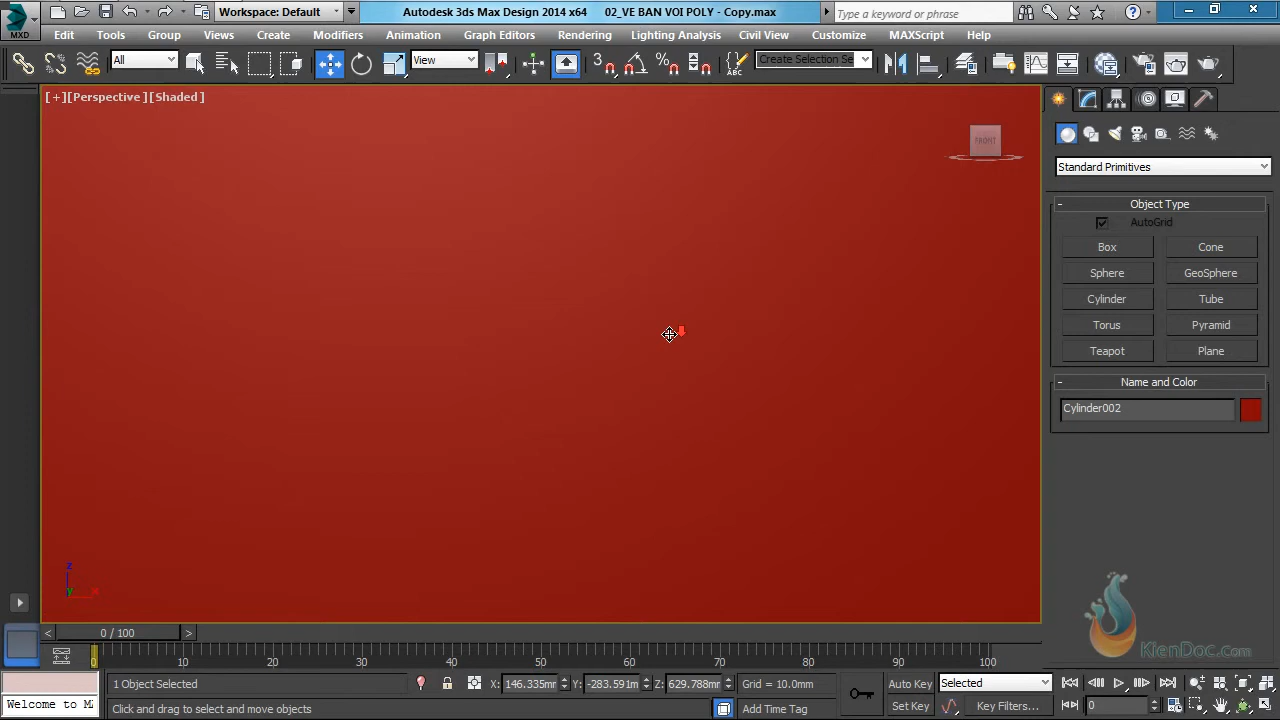 MXD
Workspace: Default
Autodesk 3ds Max Design 2014 x64
02_VE BAN VOI POLY - Copy.max
Type a keyword or phrase
Edit
Tools
Group
Views
Create
Modifiers
Animation
Graph Editors
Rendering
Lighting Analysis
Civil View
Customize
MAXScript
Help
All
View
3
%
ABC
Create Selection Se
[+][Perspective][Shaded]
FRONT
Standard Primitives
- Object Type
AutoGrid
Box
Cone
Sphere
GeoSphere
Cylinder
Tube
Torus
Pyramid
Teapot
Plane
- Name and Color
Cylinder002
z
y
x
KienDoc.Com
< 0 / 100 >
0 10 20 30 40 50 60 70 80 90 100
1 Object Selected
X: 146.335mm
Y: -283.591m
Z: 629.788mm
Grid = 10.0mm
Auto Key
Selected
Welcome to M
Click and drag to select and move objects
Add Time Tag
Set Key
Key Filters...
0